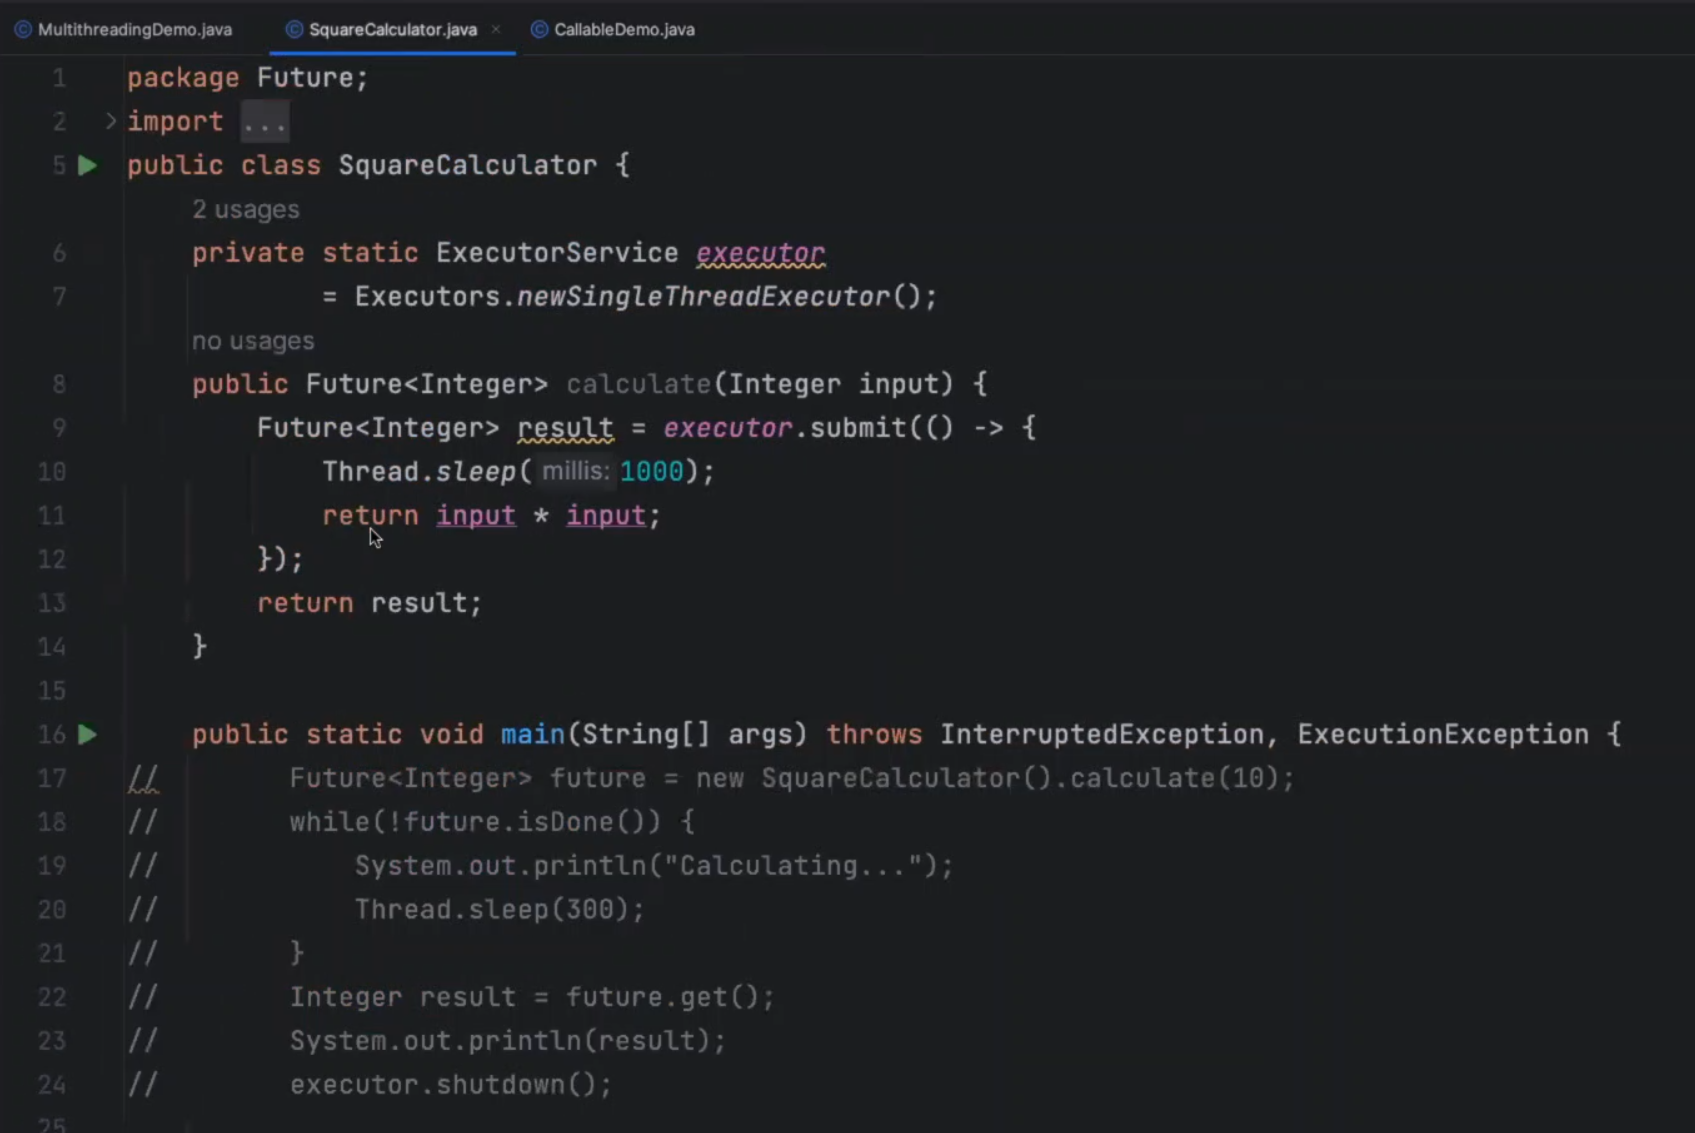 MultithreadingDemo.java SquareCalculator.java × CallableDemo.java
1 package Future;
2 > import ...
5 public class SquareCalculator {
2 usages
6 private static ExecutorService executor
7 = Executors.newSingleThreadExecutor();
no usages
8 public Future<Integer> calculate(Integer input) {
9 Future<Integer> result = executor.submit(() -> {
10 Thread.sleep( millis: 1000);
11 return input * input;
12 });
13 return result;
14 }
15
16 public static void main(String[] args) throws InterruptedException, ExecutionException {
17 // Future<Integer> future = new SquareCalculator().calculate(10);
18 // while(!future.isDone()) {
19 // System.out.println("Calculating...");
20 // Thread.sleep(300);
21 // }
22 // Integer result = future.get();
23 // System.out.println(result);
24 // executor.shutdown();
25